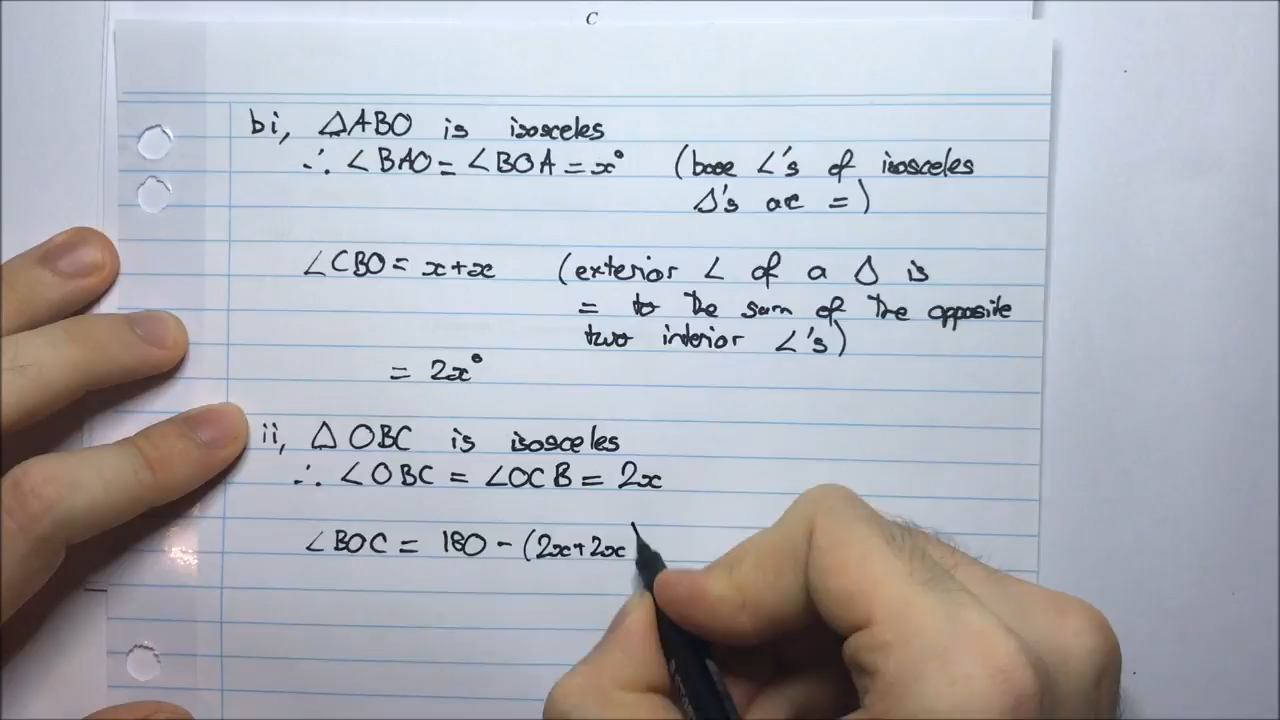 C
bi, △ABO is isosceles
∴ ∠BAO = ∠BOA = x° (base ∠'s of isosceles
△'s are =)
∠CBO = x+x (exterior ∠ of a △ is
= to the sum of the opposite
two interior ∠'s)
= 2x°
ii, △OBC is isosceles
∴ ∠OBC = ∠OCB = 2x
∠BOC = 180 - (2x+2x